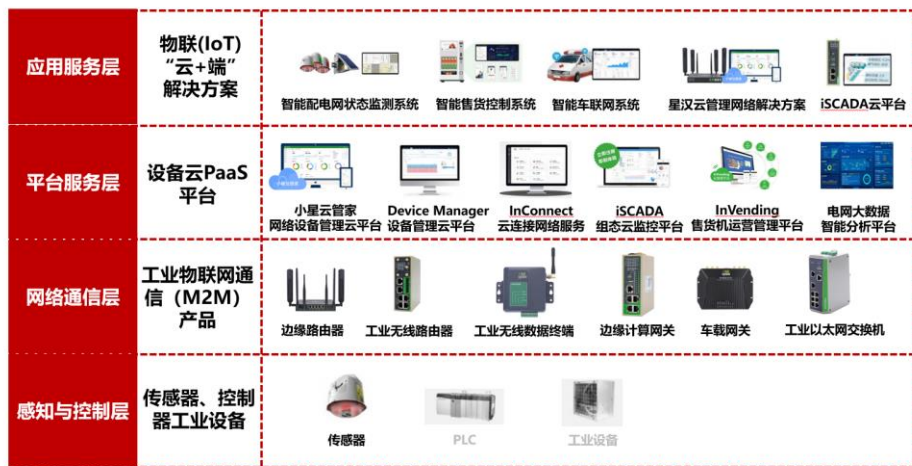 应用服务层
物联(IoT)
“云+端”
解决方案
智能配电网状态监测系统
智能售货控制系统
智能车联网系统
星汉云管理网络解决方案
iSCADA云平台
平台服务层
设备云PaaS
平台
小星云管家
网络设备管理云平台
Device Manager
设备管理云平台
InConnect
云连接网络服务
iSCADA
组态云监控平台
InVending
售货机运营管理平台
电网大数据
智能分析平台
网络通信层
工业物联网通
信（M2M）
产品
边缘路由器
工业无线路由器
工业无线数据终端
边缘计算网关
车载网关
工业以太网交换机
感知与控制层
传感器、控制
器工业设备
传感器
PLC
工业设备